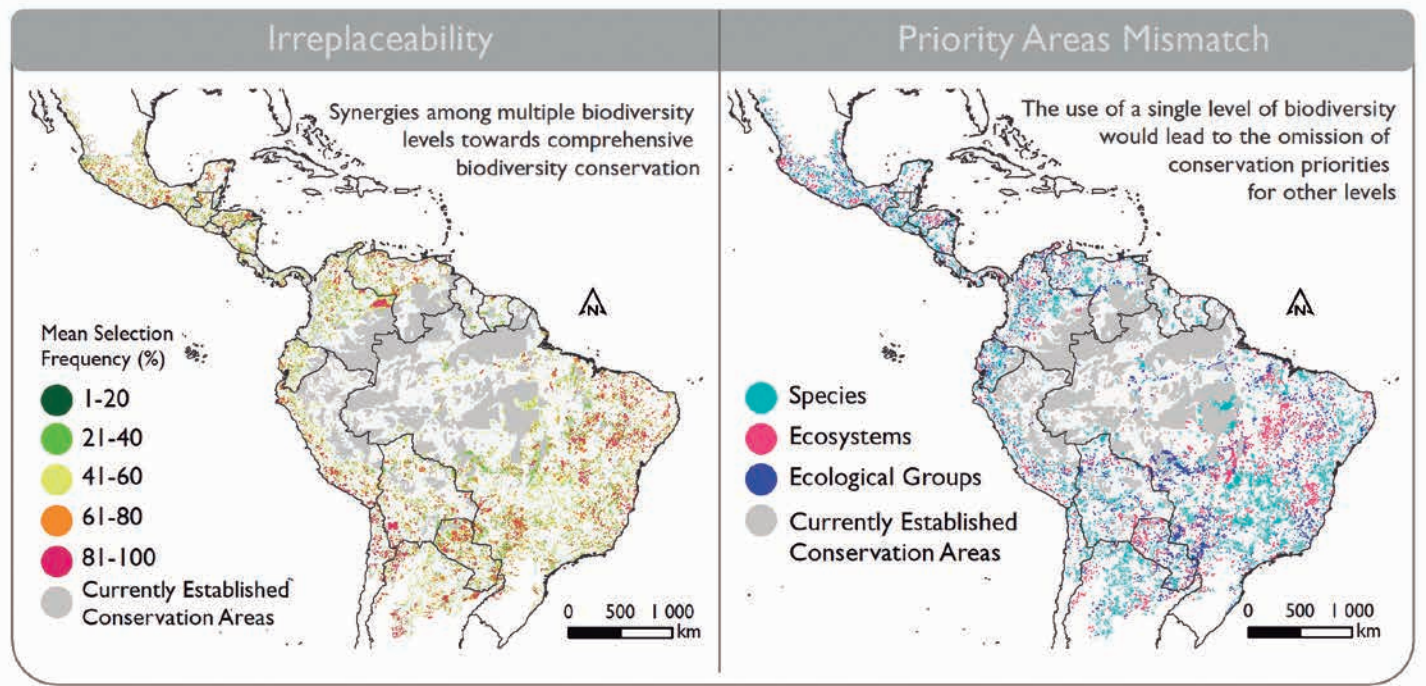 Irreplaceability
Synergies among multiple biodiversity
levels towards comprehensive
biodiversity conservation
N
Mean Selection
Frequency (%)
1-20
21-40
41-60
61-80
81-100
Currently Established
Conservation Areas
0 500 1 000
km
Priority Areas Mismatch
The use of a single level of biodiversity
would lead to the omission of
conservation priorities
for other levels
N
Species
Ecosystems
Ecological Groups
Currently Established
Conservation Areas
0 500 1 000
km